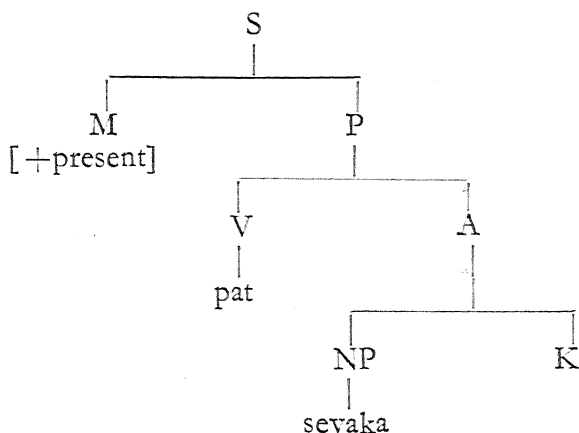 S
M P
[+present]
V A
pat
NP K
sevaka